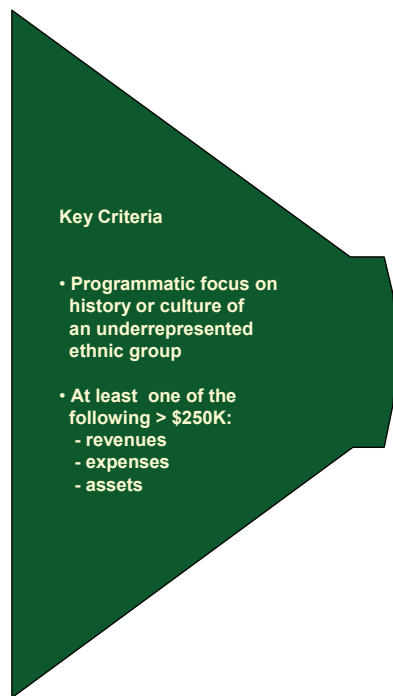 Key Criteria
• Programmatic focus on
history or culture of
an underrepresented
ethnic group
• At least one of the
following > $250K:
- revenues
- expenses
- assets